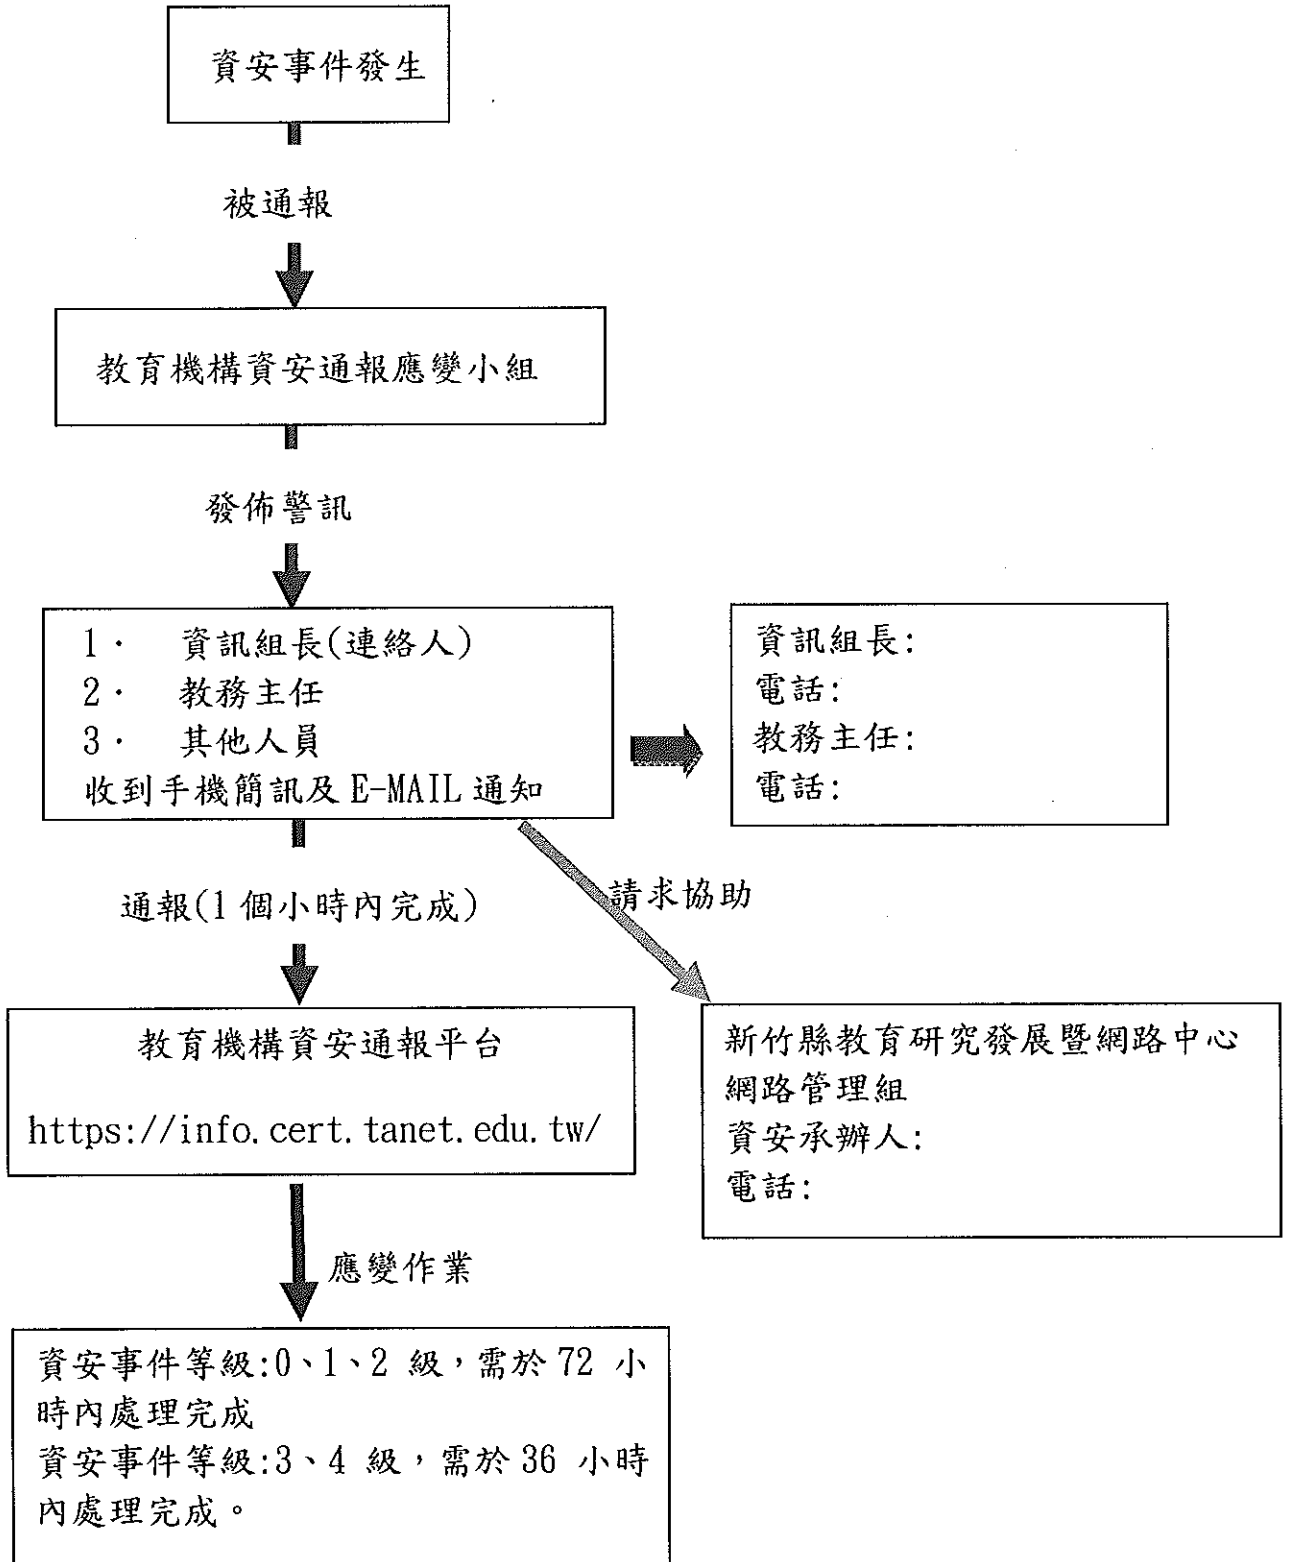 資安事件發生
被通報
教育機構資安通報應變小組
發佈警訊
1. 資訊組長(連絡人)
2. 教務主任
3. 其他人員
收到手機簡訊及E-MAIL通知
資訊組長:
電話:
教務主任:
電話:
通報(1個小時內完成)
請求協助
教育機構資安通報平台
https://info.cert.tanet.edu.tw/
新竹縣教育研究發展暨網路中心
網路管理組
資安承辦人:
電話:
應變作業
資安事件等級:0、1、2 級，需於72 小
時內處理完成
資安事件等級:3、4 級，需於36 小時
內處理完成。